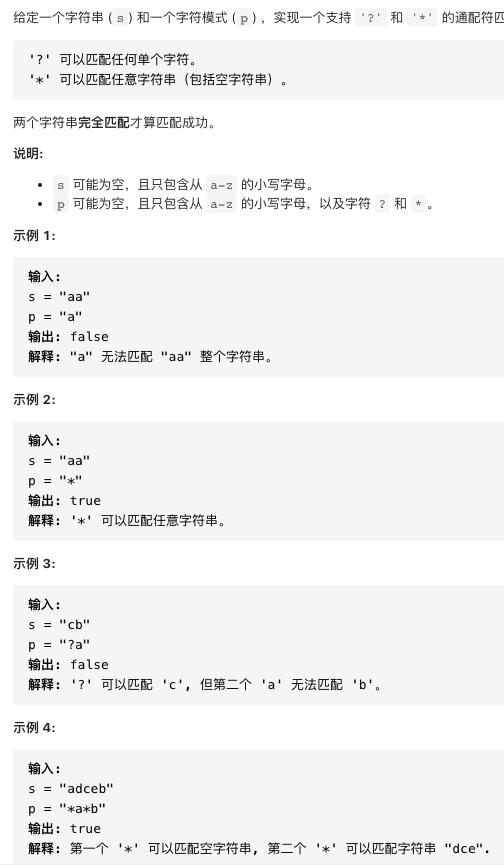 给定一个字符串 (s) 和一个字符模式 (p) ，实现一个支持 '?' 和 '*' 的通配符
'?' 可以匹配任何单个字符。
'*' 可以匹配任意字符串（包括空字符串）。
两个字符串完全匹配才算匹配成功。
说明:
• s 可能为空，且只包含从 a-z 的小写字母。
• p 可能为空，且只包含从 a-z 的小写字母，以及字符 ? 和 *。
示例 1:
输入:
s = "aa"
p = "a"
输出: false
解释: "a" 无法匹配 "aa" 整个字符串。
示例 2:
输入:
s = "aa"
p = "*"
输出: true
解释: '*' 可以匹配任意字符串。
示例 3:
输入:
s = "cb"
p = "?a"
输出: false
解释: '?' 可以匹配 'c', 但第二个 'a' 无法匹配 'b'。
示例 4:
输入:
s = "adceb"
p = "*a*b"
输出: true
解释: 第一个 '*' 可以匹配空字符串, 第二个 '*' 可以匹配字符串 "dce".